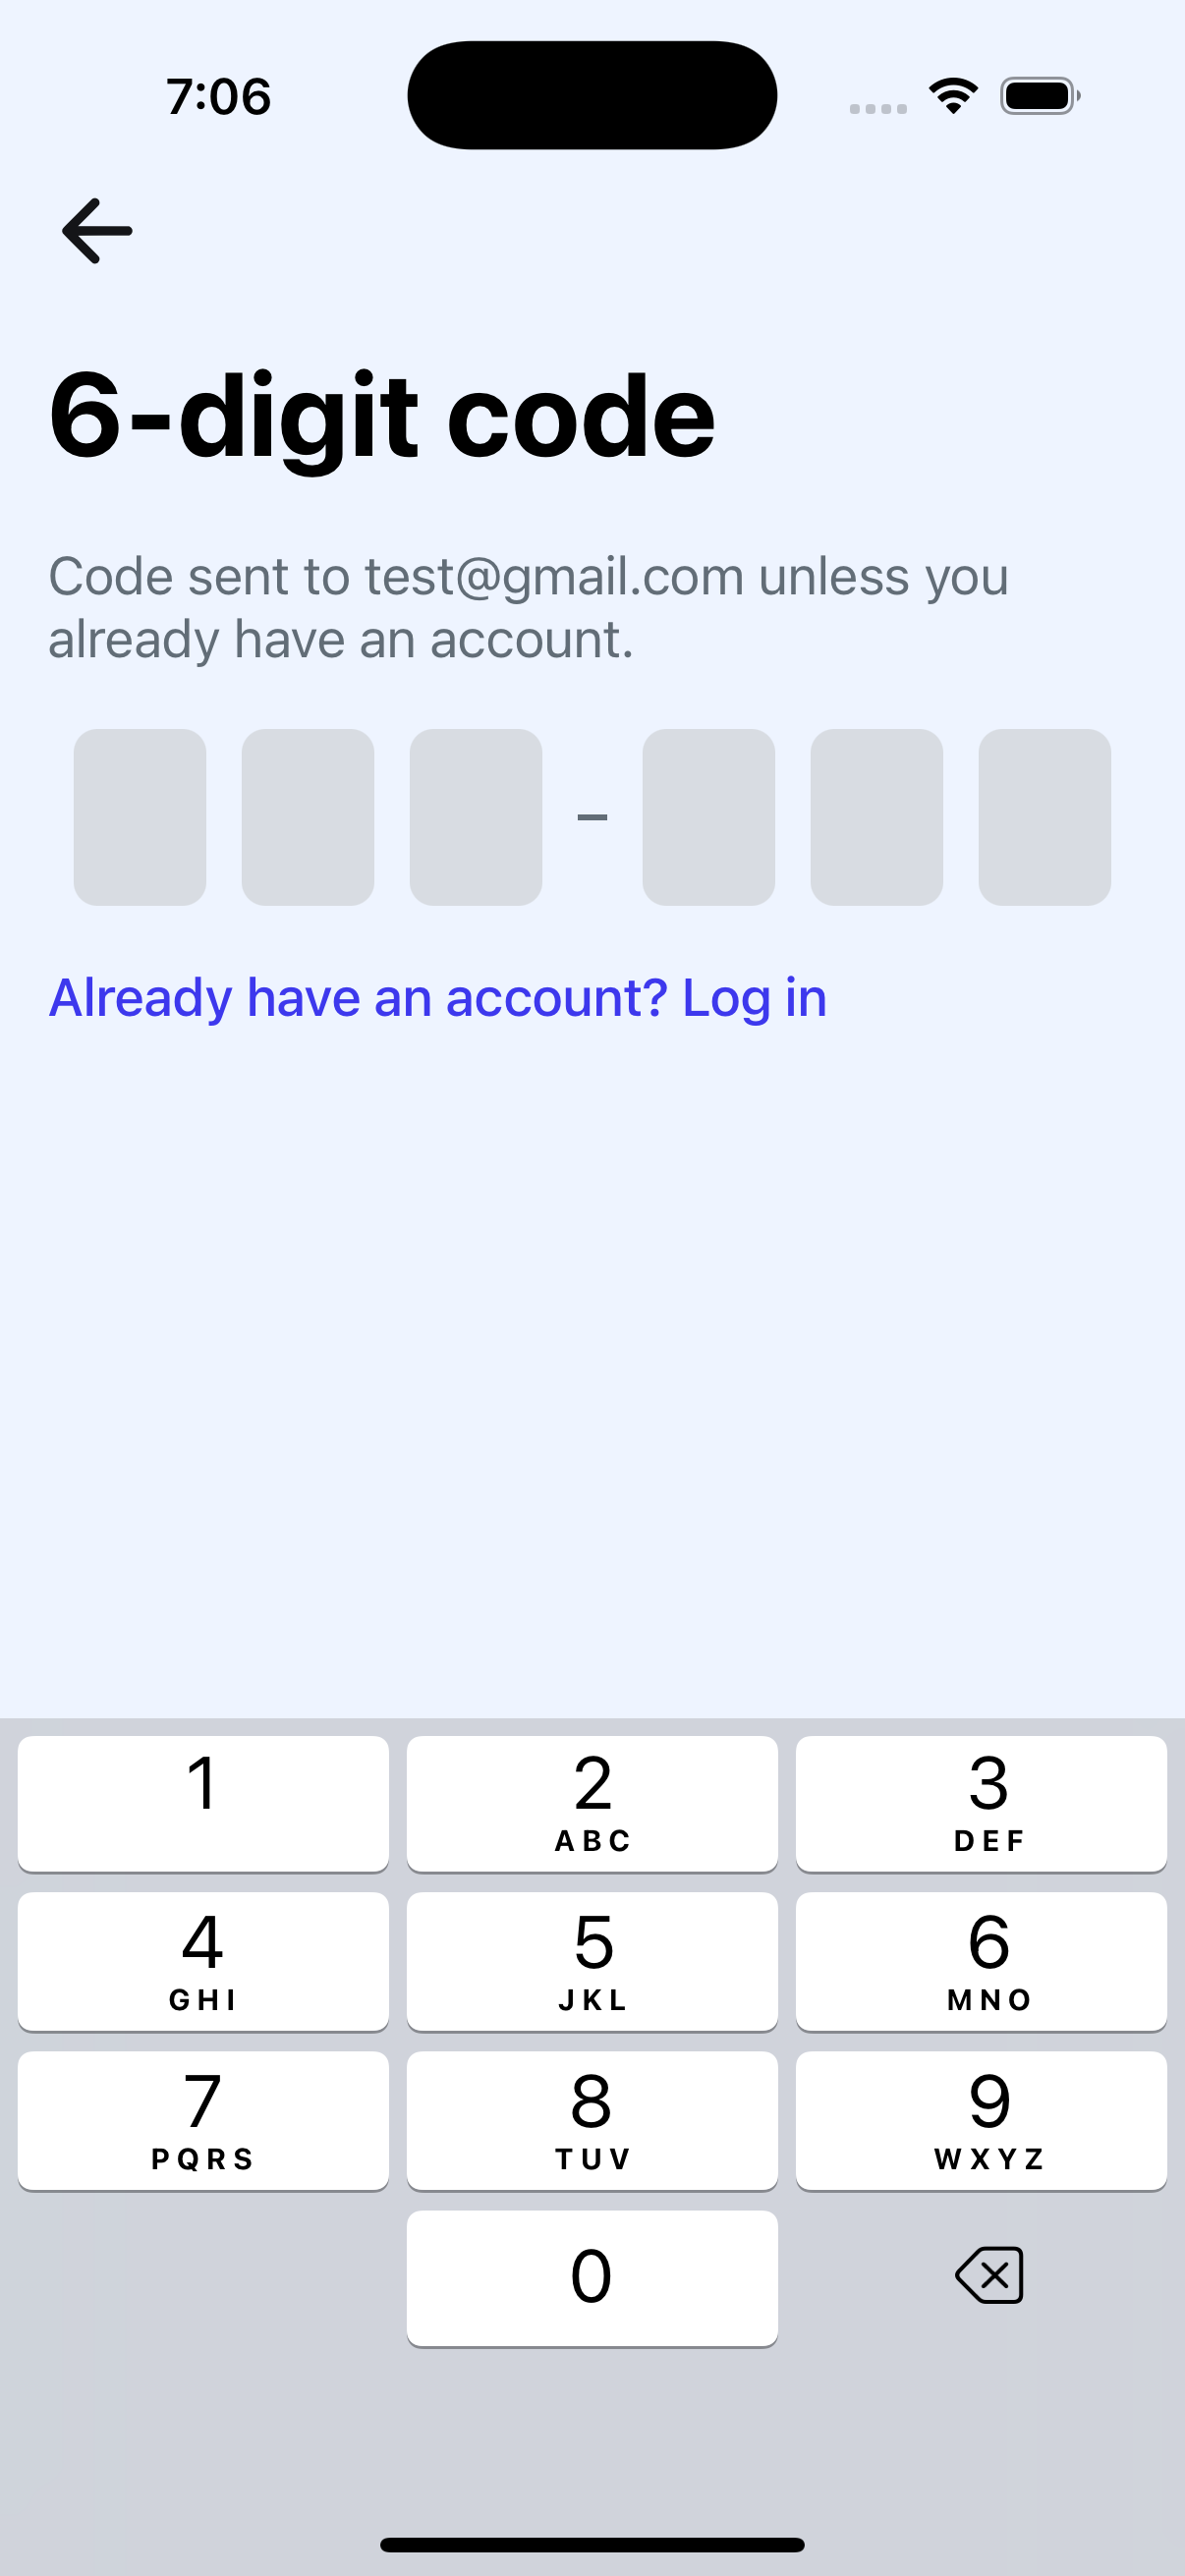 7:06
6-digit code
Code sent to test@gmail.com unless you
already have an account.
–
Already have an account? Log in
1
2
ABC
3
DEF
4
GHI
5
JKL
6
MNO
7
PQRS
8
TUV
9
WXYZ
0